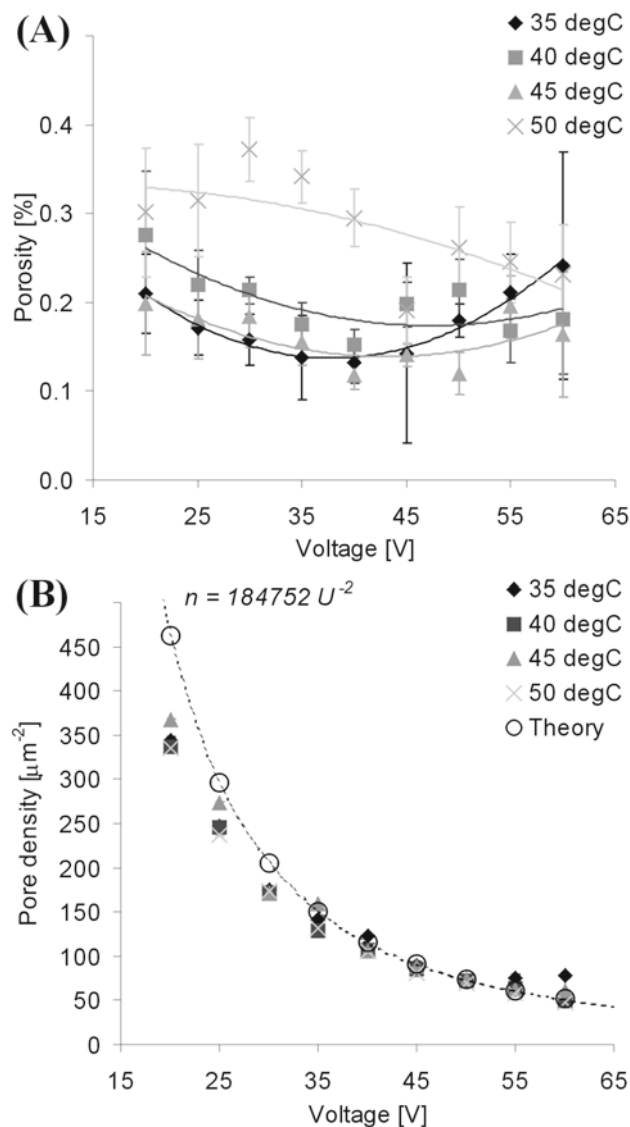 (A)
35 degC
40 degC
45 degC
50 degC
Porosity [%]
0.4
0.3
0.2
0.1
0.0
15 25 35 45 55 65
Voltage [V]
(B)
n = 184752 U⁻²
35 degC
40 degC
45 degC
50 degC
Theory
Pore density [μm⁻²]
450
400
350
300
250
200
150
100
50
0
15 25 35 45 55 65
Voltage [V]